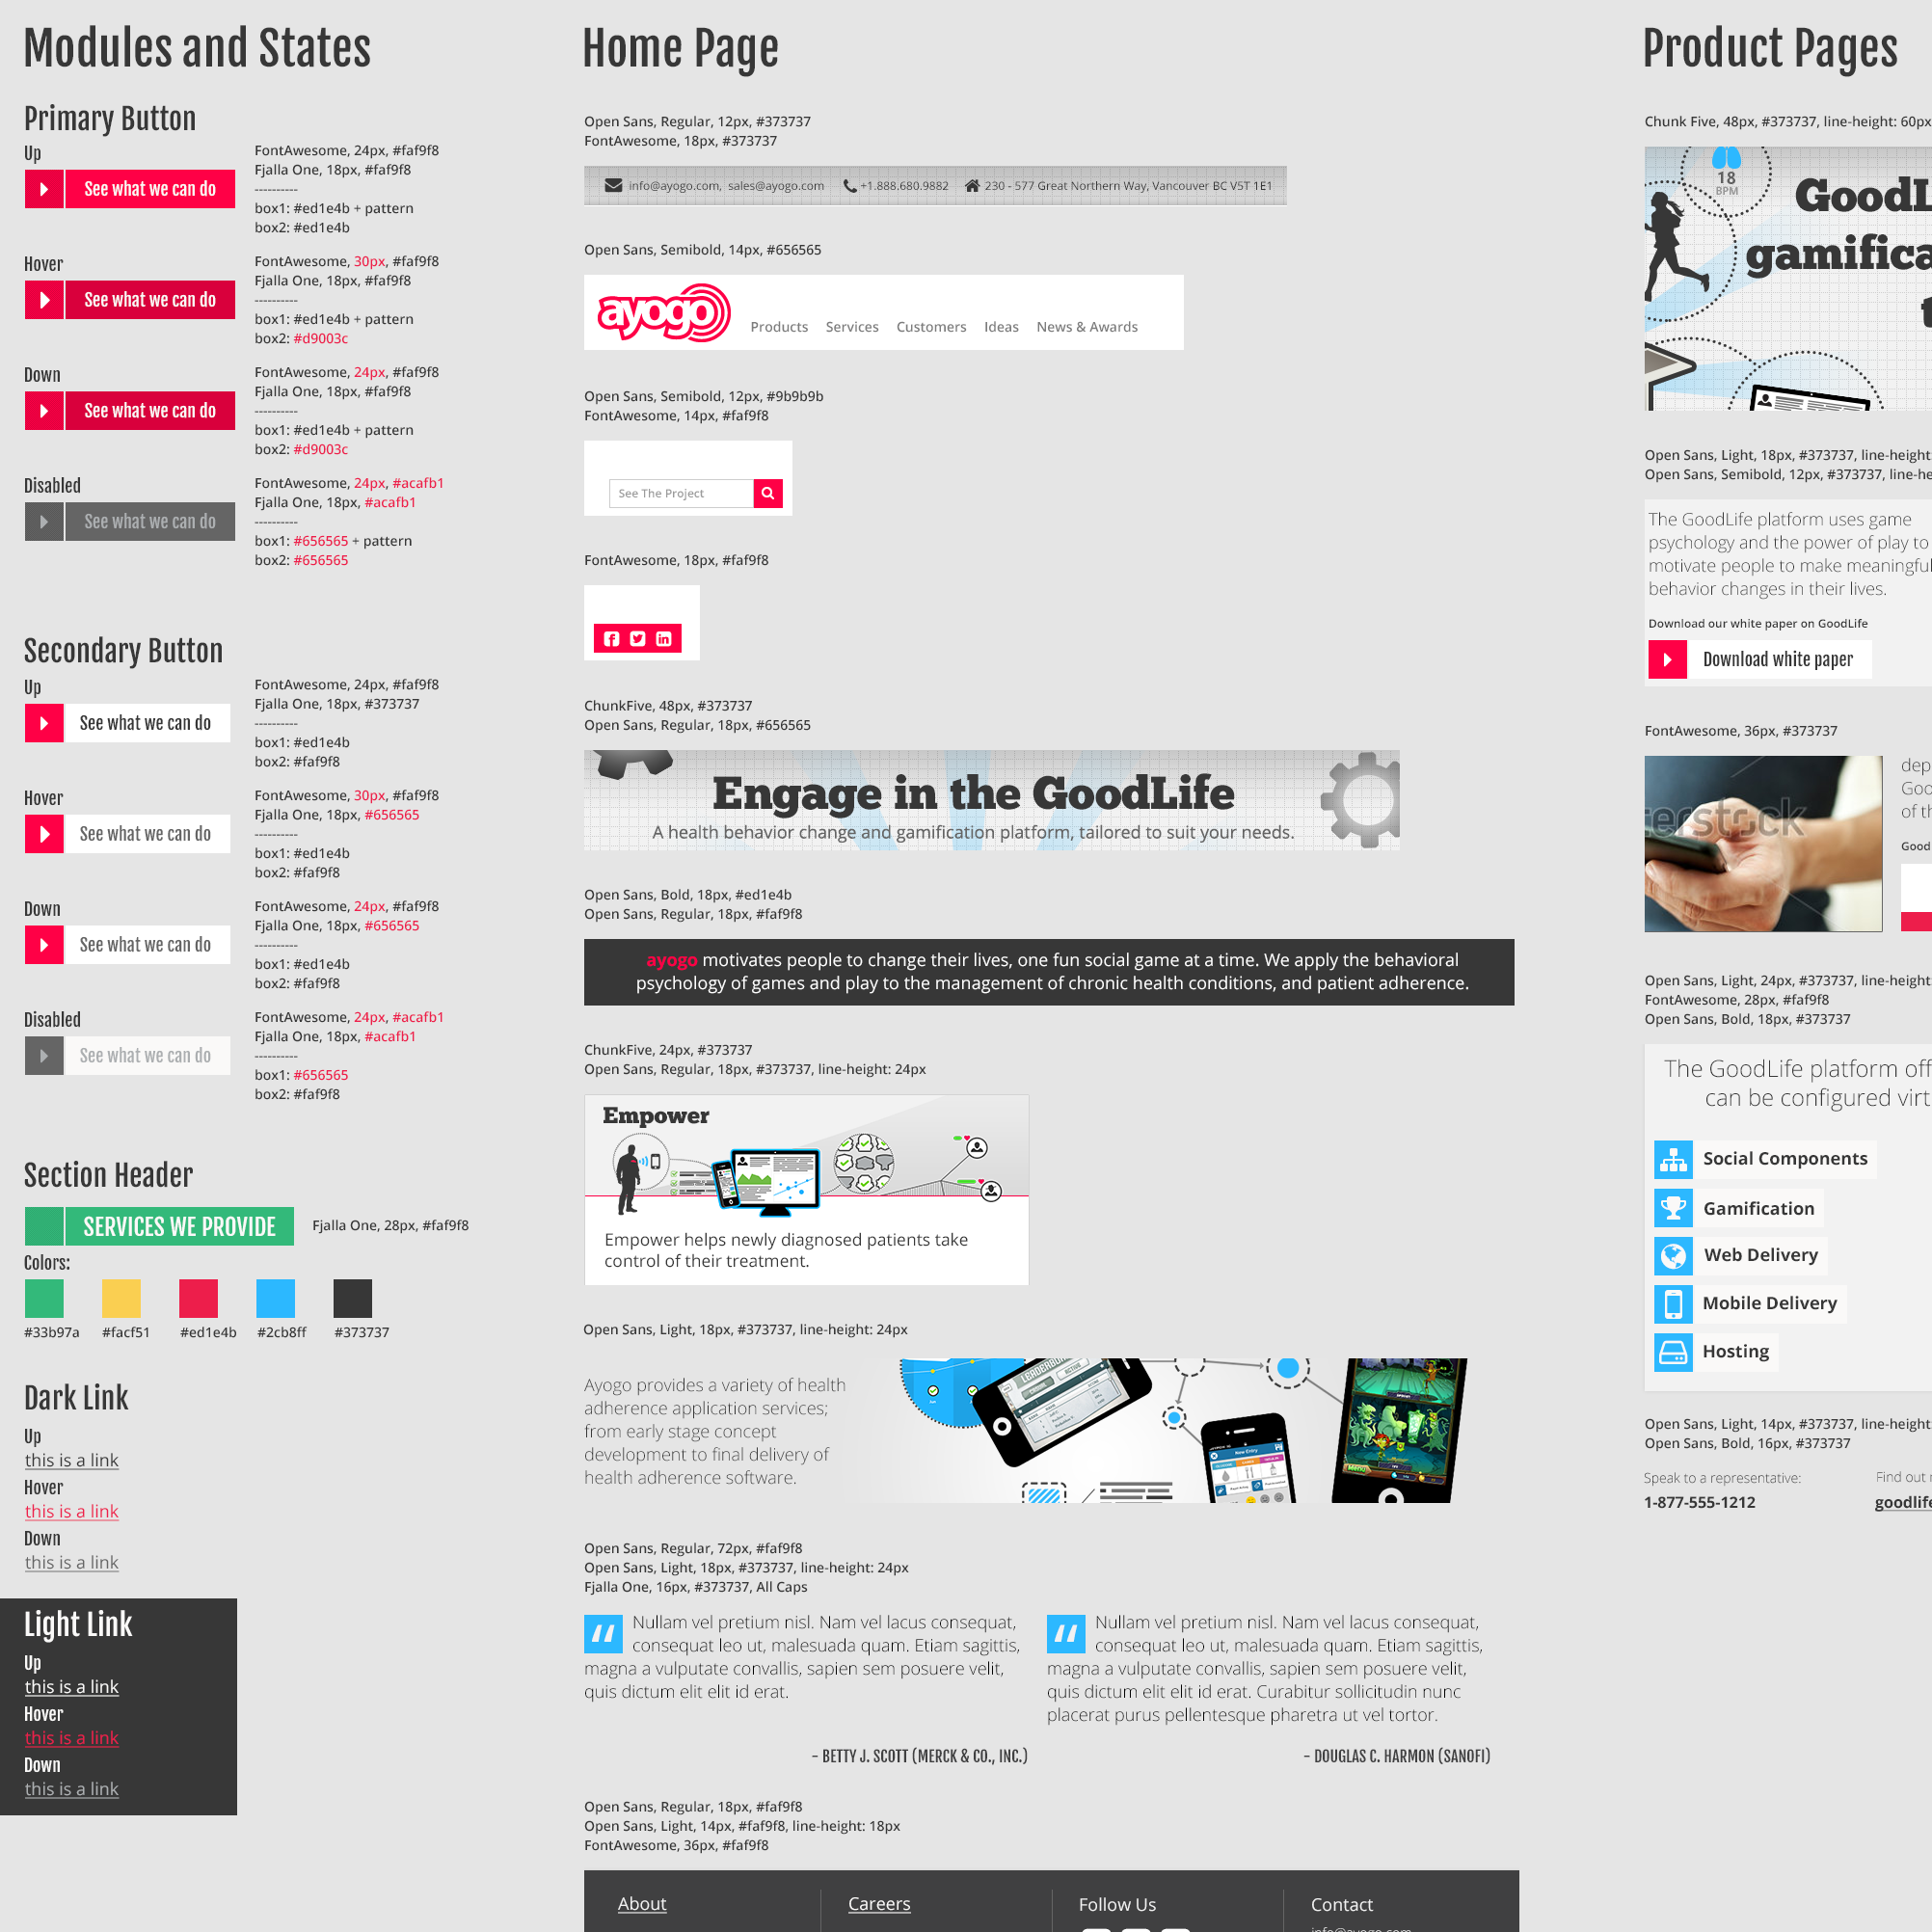 Modules and States
Primary Button
Up
See what we can do
FontAwesome, 24px, #faf9f8
Fjalla One, 18px, #faf9f8
----------
box1: #ed1e4b + pattern
box2: #ed1e4b
Hover
See what we can do
FontAwesome, 30px, #faf9f8
Fjalla One, 18px, #faf9f8
----------
box1: #ed1e4b + pattern
box2: #d9003c
Down
See what we can do
FontAwesome, 24px, #faf9f8
Fjalla One, 18px, #faf9f8
----------
box1: #ed1e4b + pattern
box2: #d9003c
Disabled
See what we can do
FontAwesome, 24px, #acafb1
Fjalla One, 18px, #acafb1
----------
box1: #656565 + pattern
box2: #656565
Secondary Button
Up
See what we can do
FontAwesome, 24px, #faf9f8
Fjalla One, 18px, #373737
----------
box1: #ed1e4b
box2: #faf9f8
Hover
See what we can do
FontAwesome, 30px, #faf9f8
Fjalla One, 18px, #656565
----------
box1: #ed1e4b
box2: #faf9f8
Down
See what we can do
FontAwesome, 24px, #faf9f8
Fjalla One, 18px, #656565
----------
box1: #ed1e4b
box2: #faf9f8
Disabled
See what we can do
FontAwesome, 24px, #acafb1
Fjalla One, 18px, #acafb1
----------
box1: #656565
box2: #faf9f8
Section Header
SERVICES WE PROVIDE
Fjalla One, 28px, #faf9f8
Colors:
#33b97a #facf51 #ed1e4b #2cb8ff #373737
Dark Link
Up
this is a link
Hover
this is a link
Down
this is a link
Light Link
Up
this is a link
Hover
this is a link
Down
this is a link
Home Page
Open Sans, Regular, 12px, #373737
FontAwesome, 18px, #373737
info@ayogo.com, sales@ayogo.com +1.888.680.9882 230 - 577 Great Northern Way, Vancouver BC V5T 1E1
Open Sans, Semibold, 14px, #656565
ayogo
Products Services Customers Ideas News & Awards
Open Sans, Semibold, 12px, #9b9b9b
FontAwesome, 14px, #faf9f8
See The Project
FontAwesome, 18px, #faf9f8
ChunkFive, 48px, #373737
Open Sans, Regular, 18px, #656565
Engage in the GoodLife
A health behavior change and gamification platform, tailored to suit your needs.
Open Sans, Bold, 18px, #ed1e4b
Open Sans, Regular, 18px, #faf9f8
ayogo motivates people to change their lives, one fun social game at a time. We apply the behavioral
psychology of games and play to the management of chronic health conditions, and patient adherence.
ChunkFive, 24px, #373737
Open Sans, Regular, 18px, #373737, line-height: 24px
Empower
Empower helps newly diagnosed patients take
control of their treatment.
Open Sans, Light, 18px, #373737, line-height: 24px
Ayogo provides a variety of health
adherence application services;
from early stage concept
development to final delivery of
health adherence software.
LEADERBOARD
ACTIVE
New Entry
Open Sans, Regular, 72px, #faf9f8
Open Sans, Light, 18px, #373737, line-height: 24px
Fjalla One, 16px, #373737, All Caps
" Nullam vel pretium nisl. Nam vel lacus consequat,
consequat leo ut, malesuada quam. Etiam sagittis,
magna a vulputate convallis, sapien sem posuere velit,
quis dictum elit elit id erat.
- BETTY J. SCOTT (MERCK & CO., INC.)
" Nullam vel pretium nisl. Nam vel lacus consequat,
consequat leo ut, malesuada quam. Etiam sagittis,
magna a vulputate convallis, sapien sem posuere velit,
quis dictum elit elit id erat. Curabitur sollicitudin nunc
placerat purus pellentesque pharetra ut vel tortor.
- DOUGLAS C. HARMON (SANOFI)
Open Sans, Regular, 18px, #faf9f8
Open Sans, Light, 14px, #faf9f8, line-height: 18px
FontAwesome, 36px, #faf9f8
About Careers Follow Us Contact
info@ayogo.com
Product Pages
Chunk Five, 48px, #373737, line-height: 60px
18
BPM
GoodL
gamifica
t
Open Sans, Light, 18px, #373737, line-height
Open Sans, Semibold, 12px, #373737, line-he
The GoodLife platform uses game
psychology and the power of play to
motivate people to make meaningful
behavior changes in their lives.
Download our white paper on GoodLife
Download white paper
FontAwesome, 36px, #373737
erstock
dep
Goo
of th
Good
Open Sans, Light, 24px, #373737, line-height
FontAwesome, 28px, #faf9f8
Open Sans, Bold, 18px, #373737
The GoodLife platform off
can be configured virt
Social Components
Gamification
Web Delivery
Mobile Delivery
Hosting
Open Sans, Light, 14px, #373737, line-height
Open Sans, Bold, 16px, #373737
Speak to a representative:
1-877-555-1212
Find out
goodlife